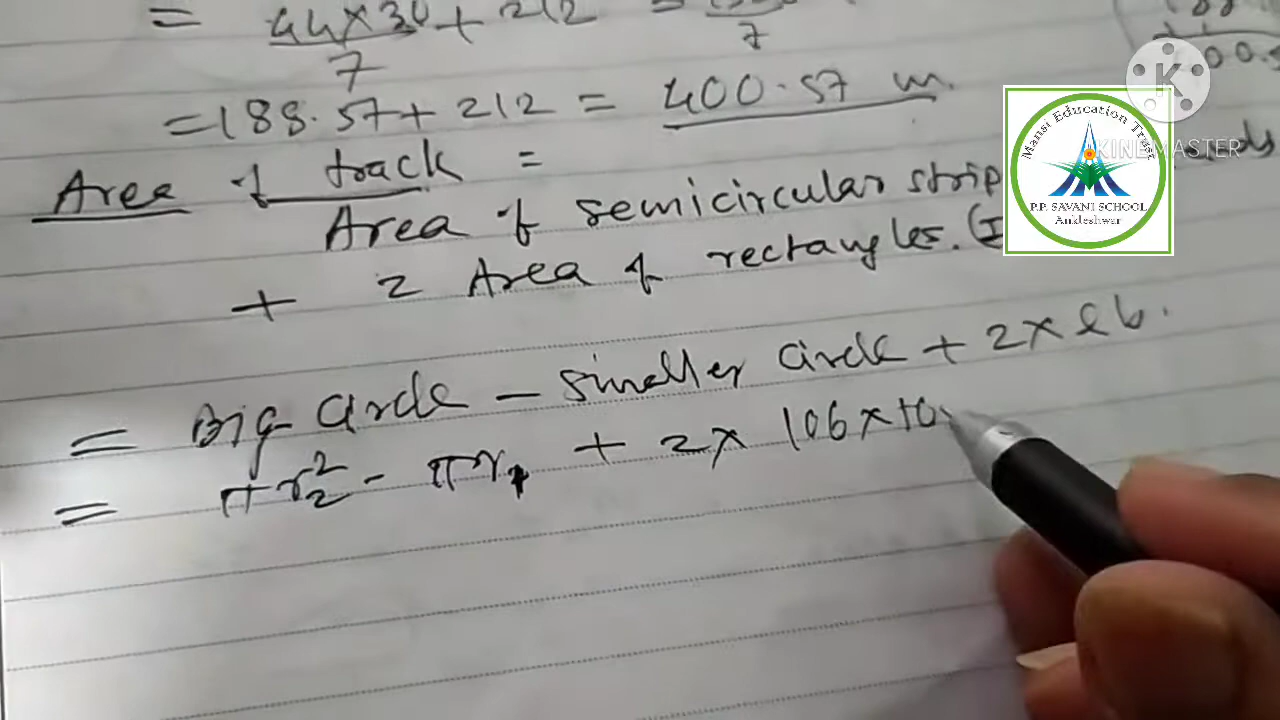 = 44×30/7 + 212 =
7
=188.57+212 = 400.57 m.
Area of track =
Area of semicircular strip
+ 2 Area of rectangles.
= Big circle - smaller circle + 2×lb.
= πr₂² - πr₁ + 2× 106×10
K
KINEMASTER
Mansi Education Trust
P.P. SAVANI SCHOOL
Ankleshwar